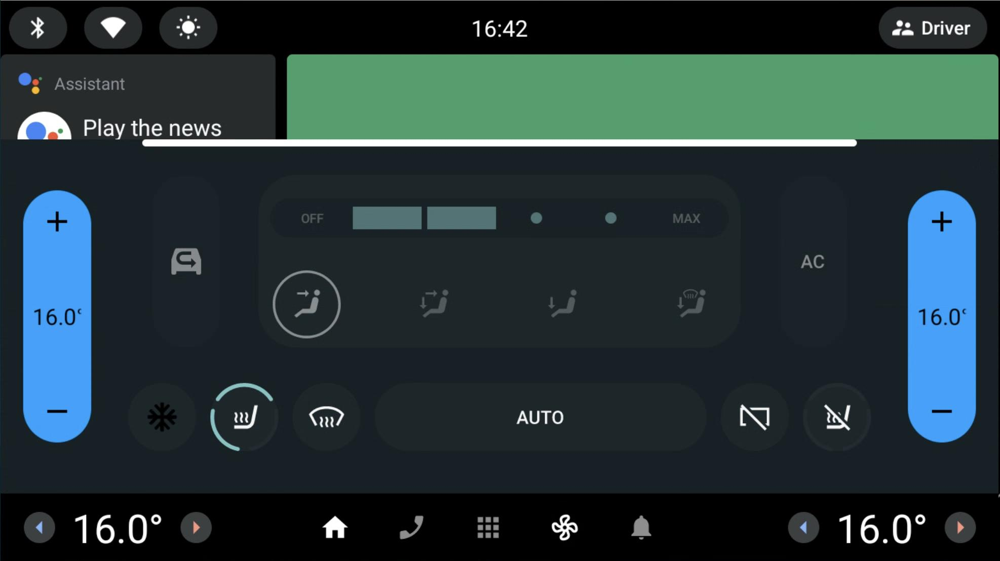 16:42
Driver
Assistant
Play the news
OFF
MAX
AC
16.0°
16.0°
AUTO
16.0°
16.0°